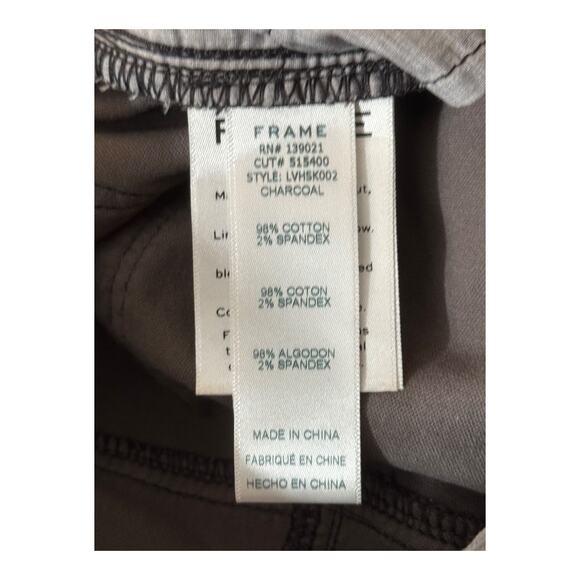 FRAME
RN# 139021
CUT# 515400
STYLE: LVHSK002
CHARCOAL
98% COTTON
2% SPANDEX
98% COTON
2% SPANDEX
98% ALGODON
2% SPANDEX
MADE IN CHINA
FABRIQUÉ EN CHINE
HECHO EN CHINA